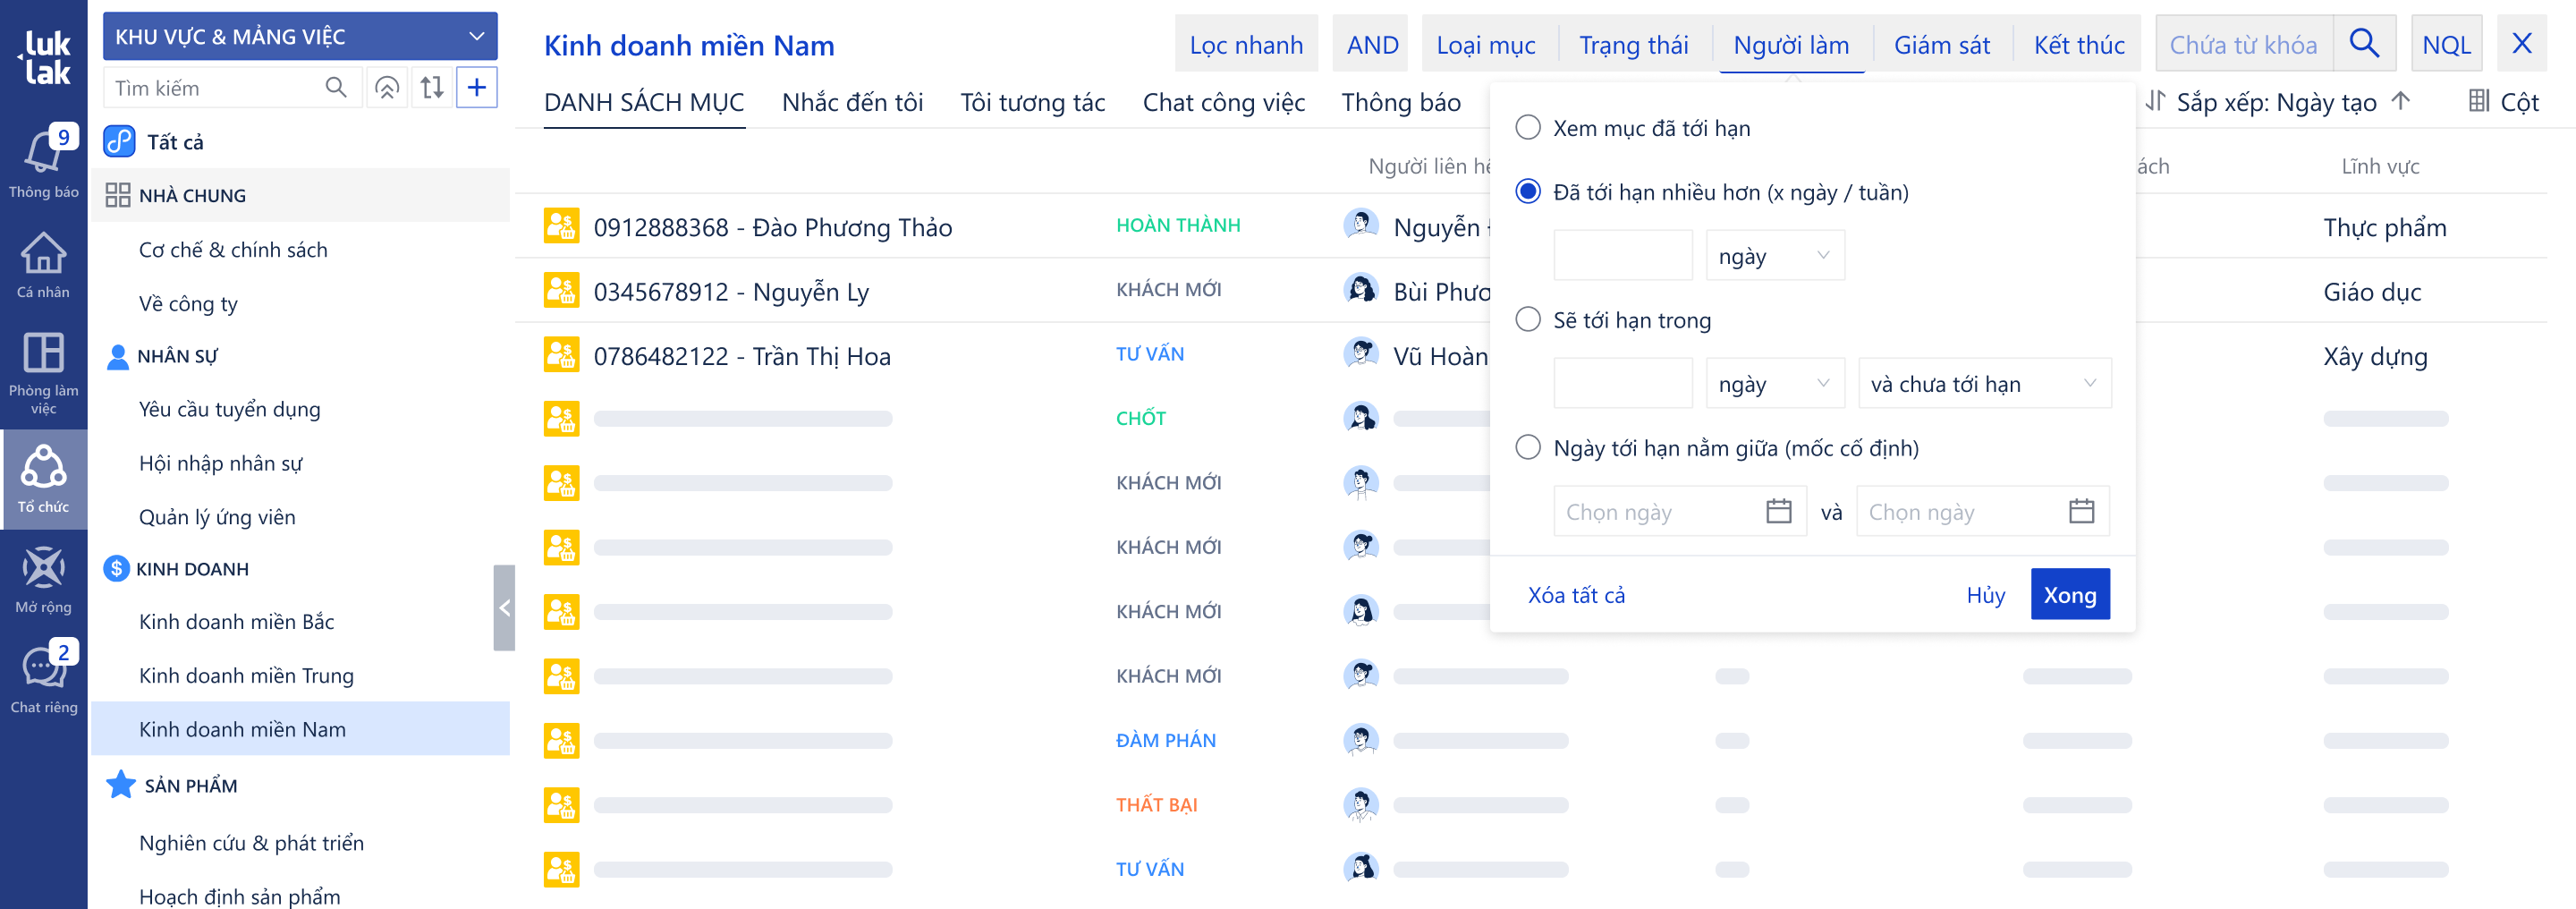 luk
lak
9
Thông báo
Cá nhân
Phòng làm
việc
Tổ chức
Mở rộng
2
Chat riêng
KHU VỰC & MẢNG VIỆC
Tìm kiếm
Tất cả
NHÀ CHUNG
Cơ chế & chính sách
Về công ty
NHÂN SỰ
Yêu cầu tuyển dụng
Hội nhập nhân sự
Quản lý ứng viên
KINH DOANH
Kinh doanh miền Bắc
Kinh doanh miền Trung
Kinh doanh miền Nam
SẢN PHẨM
Nghiên cứu & phát triển
Hoạch định sản phẩm
Kinh doanh miền Nam
Lọc nhanh AND Loại mục Trạng thái Người làm Giám sát Kết thúc Chứa từ khóa NQL X
DANH SÁCH MỤC Nhắc đến tôi Tôi tương tác Chat công việc Thông báo Sắp xếp: Ngày tạo Cột
Người liên hệ ách Lĩnh vực
0912888368 - Đào Phương Thảo HOÀN THÀNH Nguyễn Thực phẩm
0345678912 - Nguyễn Ly KHÁCH MỚI Bùi Phươ Giáo dục
0786482122 - Trần Thị Hoa TƯ VẤN Vũ Hoàn Xây dựng
CHỐT
KHÁCH MỚI
KHÁCH MỚI
KHÁCH MỚI
KHÁCH MỚI
ĐÀM PHÁN
THẤT BẠI
TƯ VẤN
Xem mục đã tới hạn
Đã tới hạn nhiều hơn (x ngày / tuần)
ngày
Sẽ tới hạn trong
ngày và chưa tới hạn
Ngày tới hạn nằm giữa (mốc cố định)
Chọn ngày và Chọn ngày
Xóa tất cả Hủy Xong